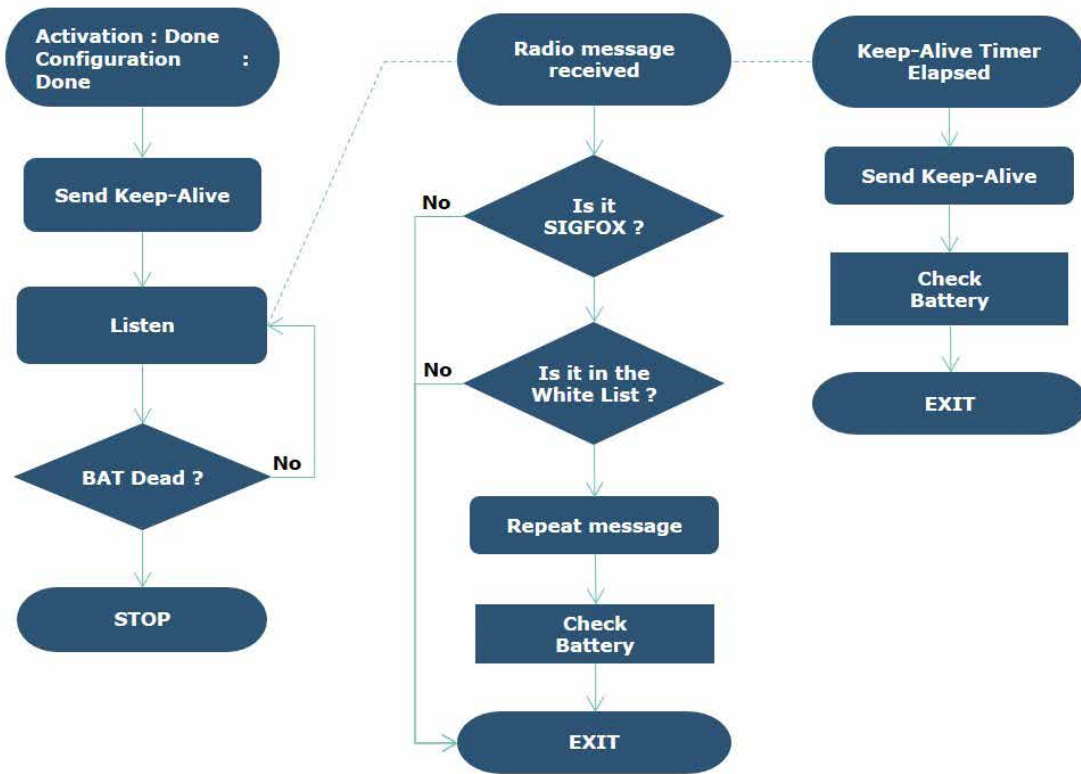 Activation : Done
Configuration :
Done
Send Keep-Alive
Listen
BAT Dead ?
No
STOP
Radio message
received
Is it
SIGFOX ?
No
Is it in the
White List ?
No
Repeat message
Check
Battery
EXIT
Keep-Alive Timer
Elapsed
Send Keep-Alive
Check
Battery
EXIT